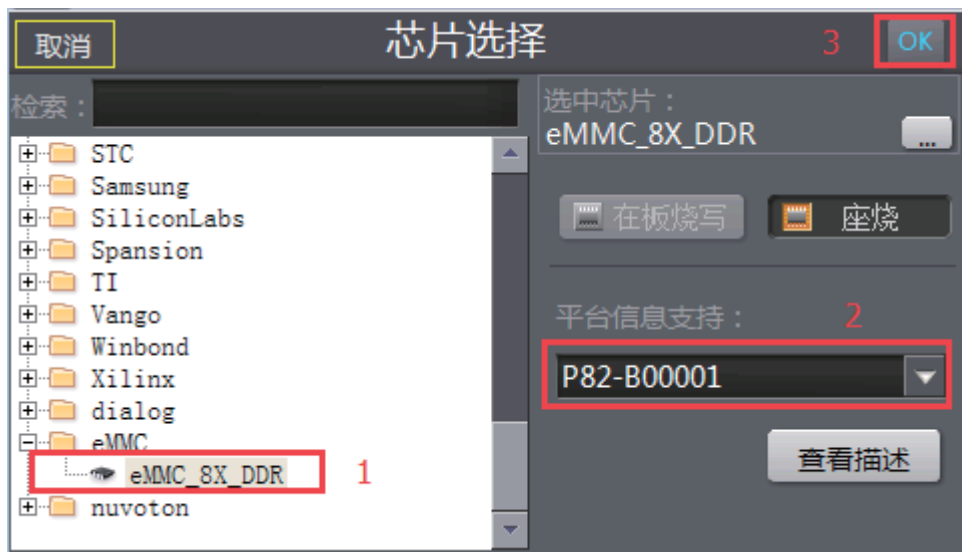 取消
芯片选择
3
OK
检索：
选中芯片：
eMMC_8X_DDR
...
STC
Samsung
SiliconLabs
Spansion
TI
Vango
Winbond
Xilinx
dialog
eMMC
eMMC_8X_DDR
1
nuvoton
在板烧写
座烧
平台信息支持：
2
P82-B00001
查看描述